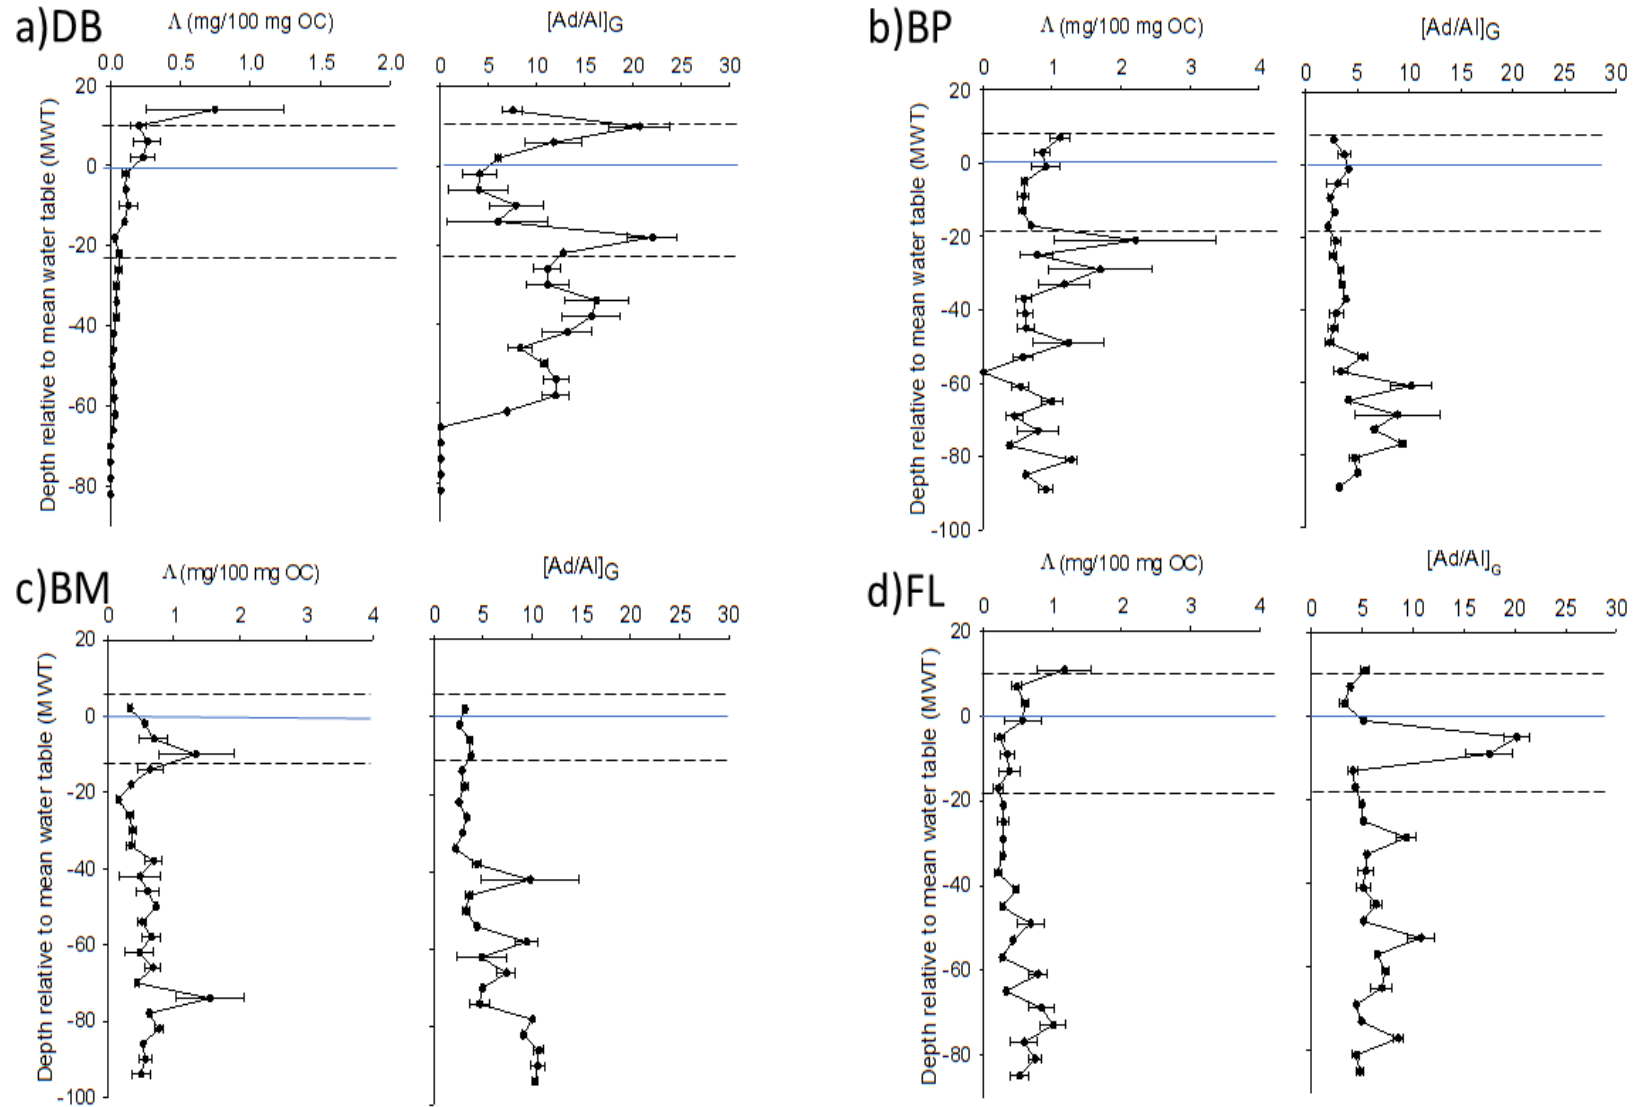 a)DB
Λ (mg/100 mg OC)
[Ad/Al]G
0.0 0.5 1.0 1.5 2.0
0 5 10 15 20 25 30
Depth relative to mean water table (MWT)
20
0
-20
-40
-60
-80
b)BP
Λ (mg/100 mg OC)
[Ad/Al]G
0 1 2 3 4
0 5 10 15 20 25 30
Depth relative to mean water table (MWT)
20
0
-20
-40
-60
-80
-100
c)BM
Λ (mg/100 mg OC)
[Ad/Al]G
0 1 2 3 4
0 5 10 15 20 25 30
Depth relative to mean water table (MWT)
20
0
-20
-40
-60
-80
-100
d)FL
Λ (mg/100 mg OC)
[Ad/Al]G
0 1 2 3 4
0 5 10 15 20 25 30
Depth relative to mean water table (MWT)
20
0
-20
-40
-60
-80